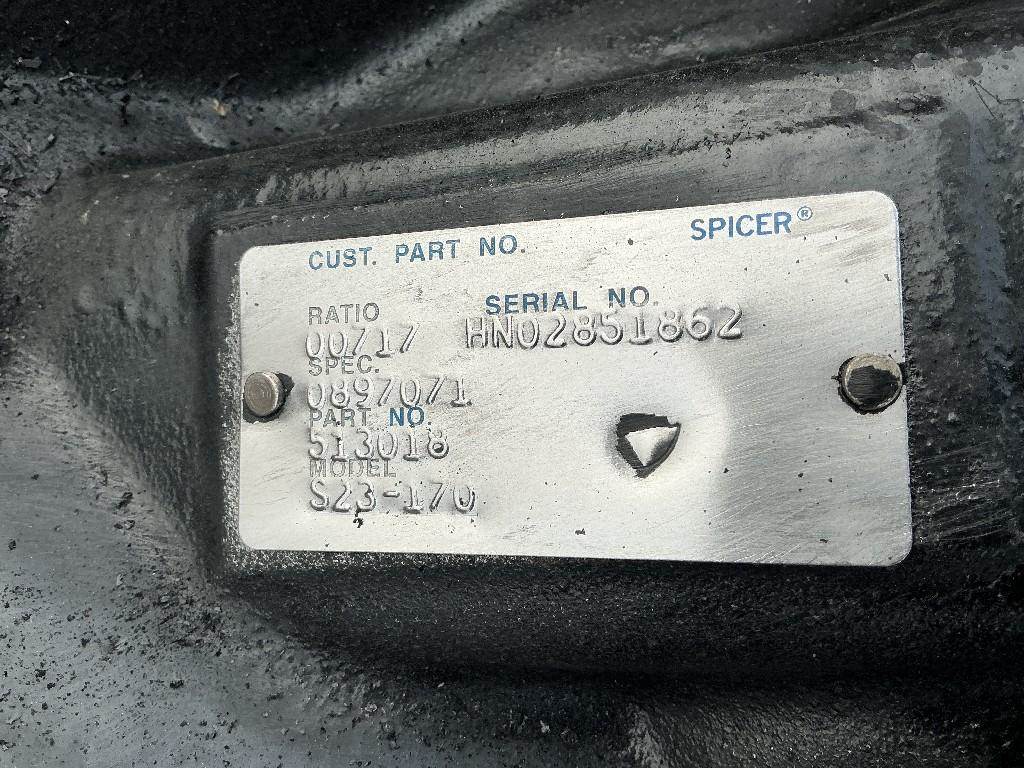 CUST. PART NO. SPICER®
RATIO SERIAL NO.
00717 HN02851862
SPEC.
0897071
PART NO.
513018
MODEL
S23-170